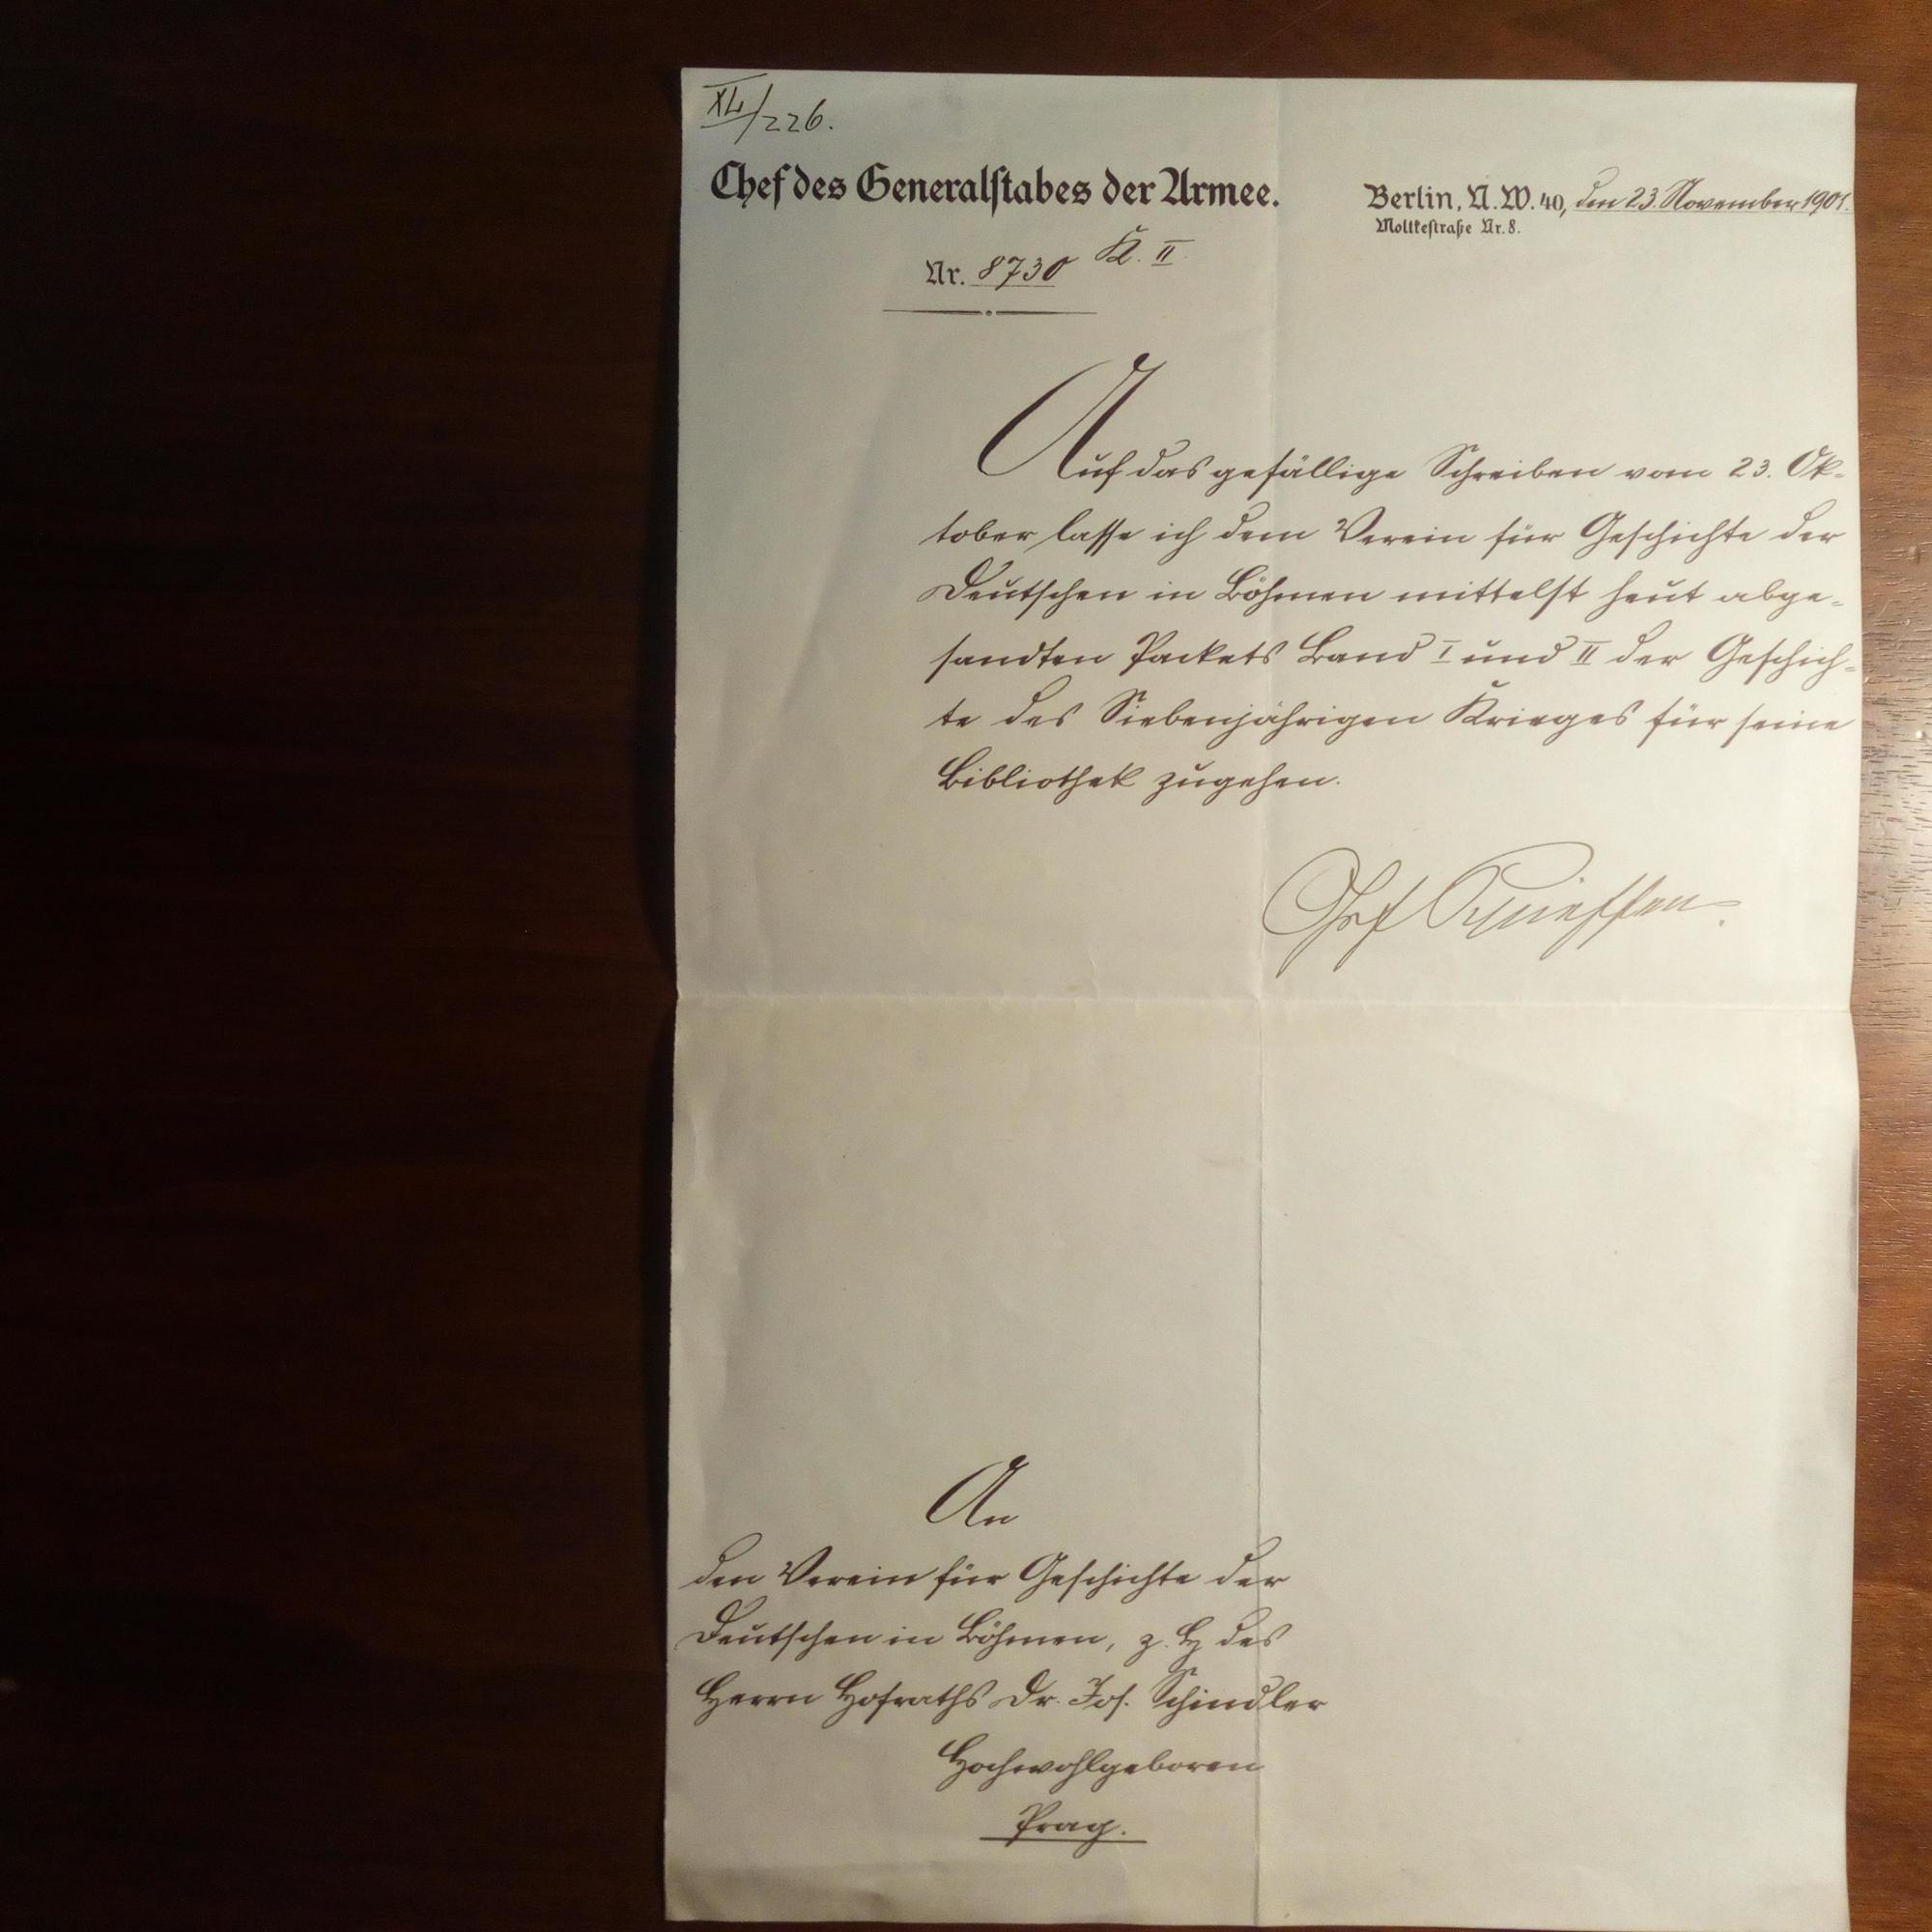 XL/226.
Chef des Generalstabes der Armee.
Berlin, N.W. 40, den 23. November 1901.
Moltkestraße Nr. 8.
Nr. 8730 K. II.
Auf das gefällige Schreiben vom 23. Ok-
tober lasse ich dem Verein für Geschichte der
Deutschen in Böhmen mittelst heut abge-
sandten Packets Band I und II der Geschich-
te des Siebenjährigen Krieges für seine
Bibliothek zugehen.
Graf Schlieffen.
An
den Verein für Geschichte der
Deutschen in Böhmen, z. H. des
Herrn Hofraths Dr. Jos. Schindler
Hochwohlgeboren
Prag.